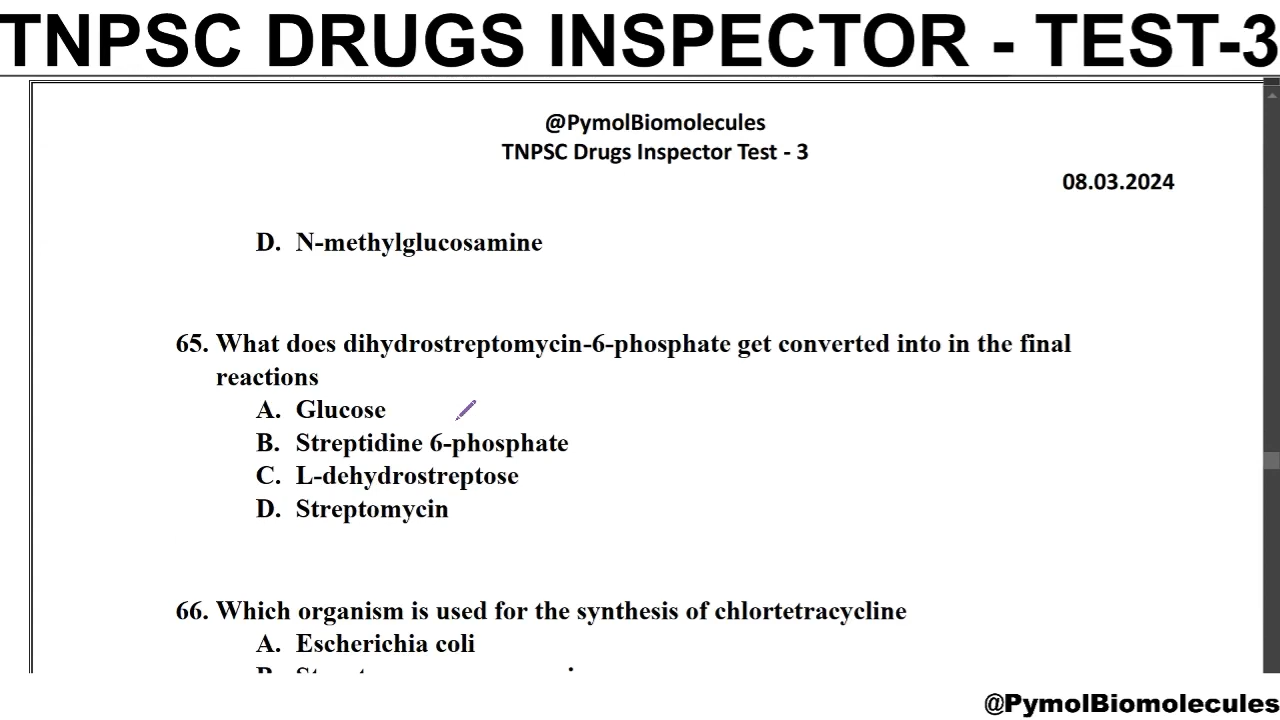 TNPSC DRUGS INSPECTOR - TEST-3
@PymolBiomolecules
TNPSC Drugs Inspector Test - 3
08.03.2024
D. N-methylglucosamine
65. What does dihydrostreptomycin-6-phosphate get converted into in the final
reactions
A. Glucose
B. Streptidine 6-phosphate
C. L-dehydrostreptose
D. Streptomycin
66. Which organism is used for the synthesis of chlortetracycline
A. Escherichia coli
@PymolBiomolecules